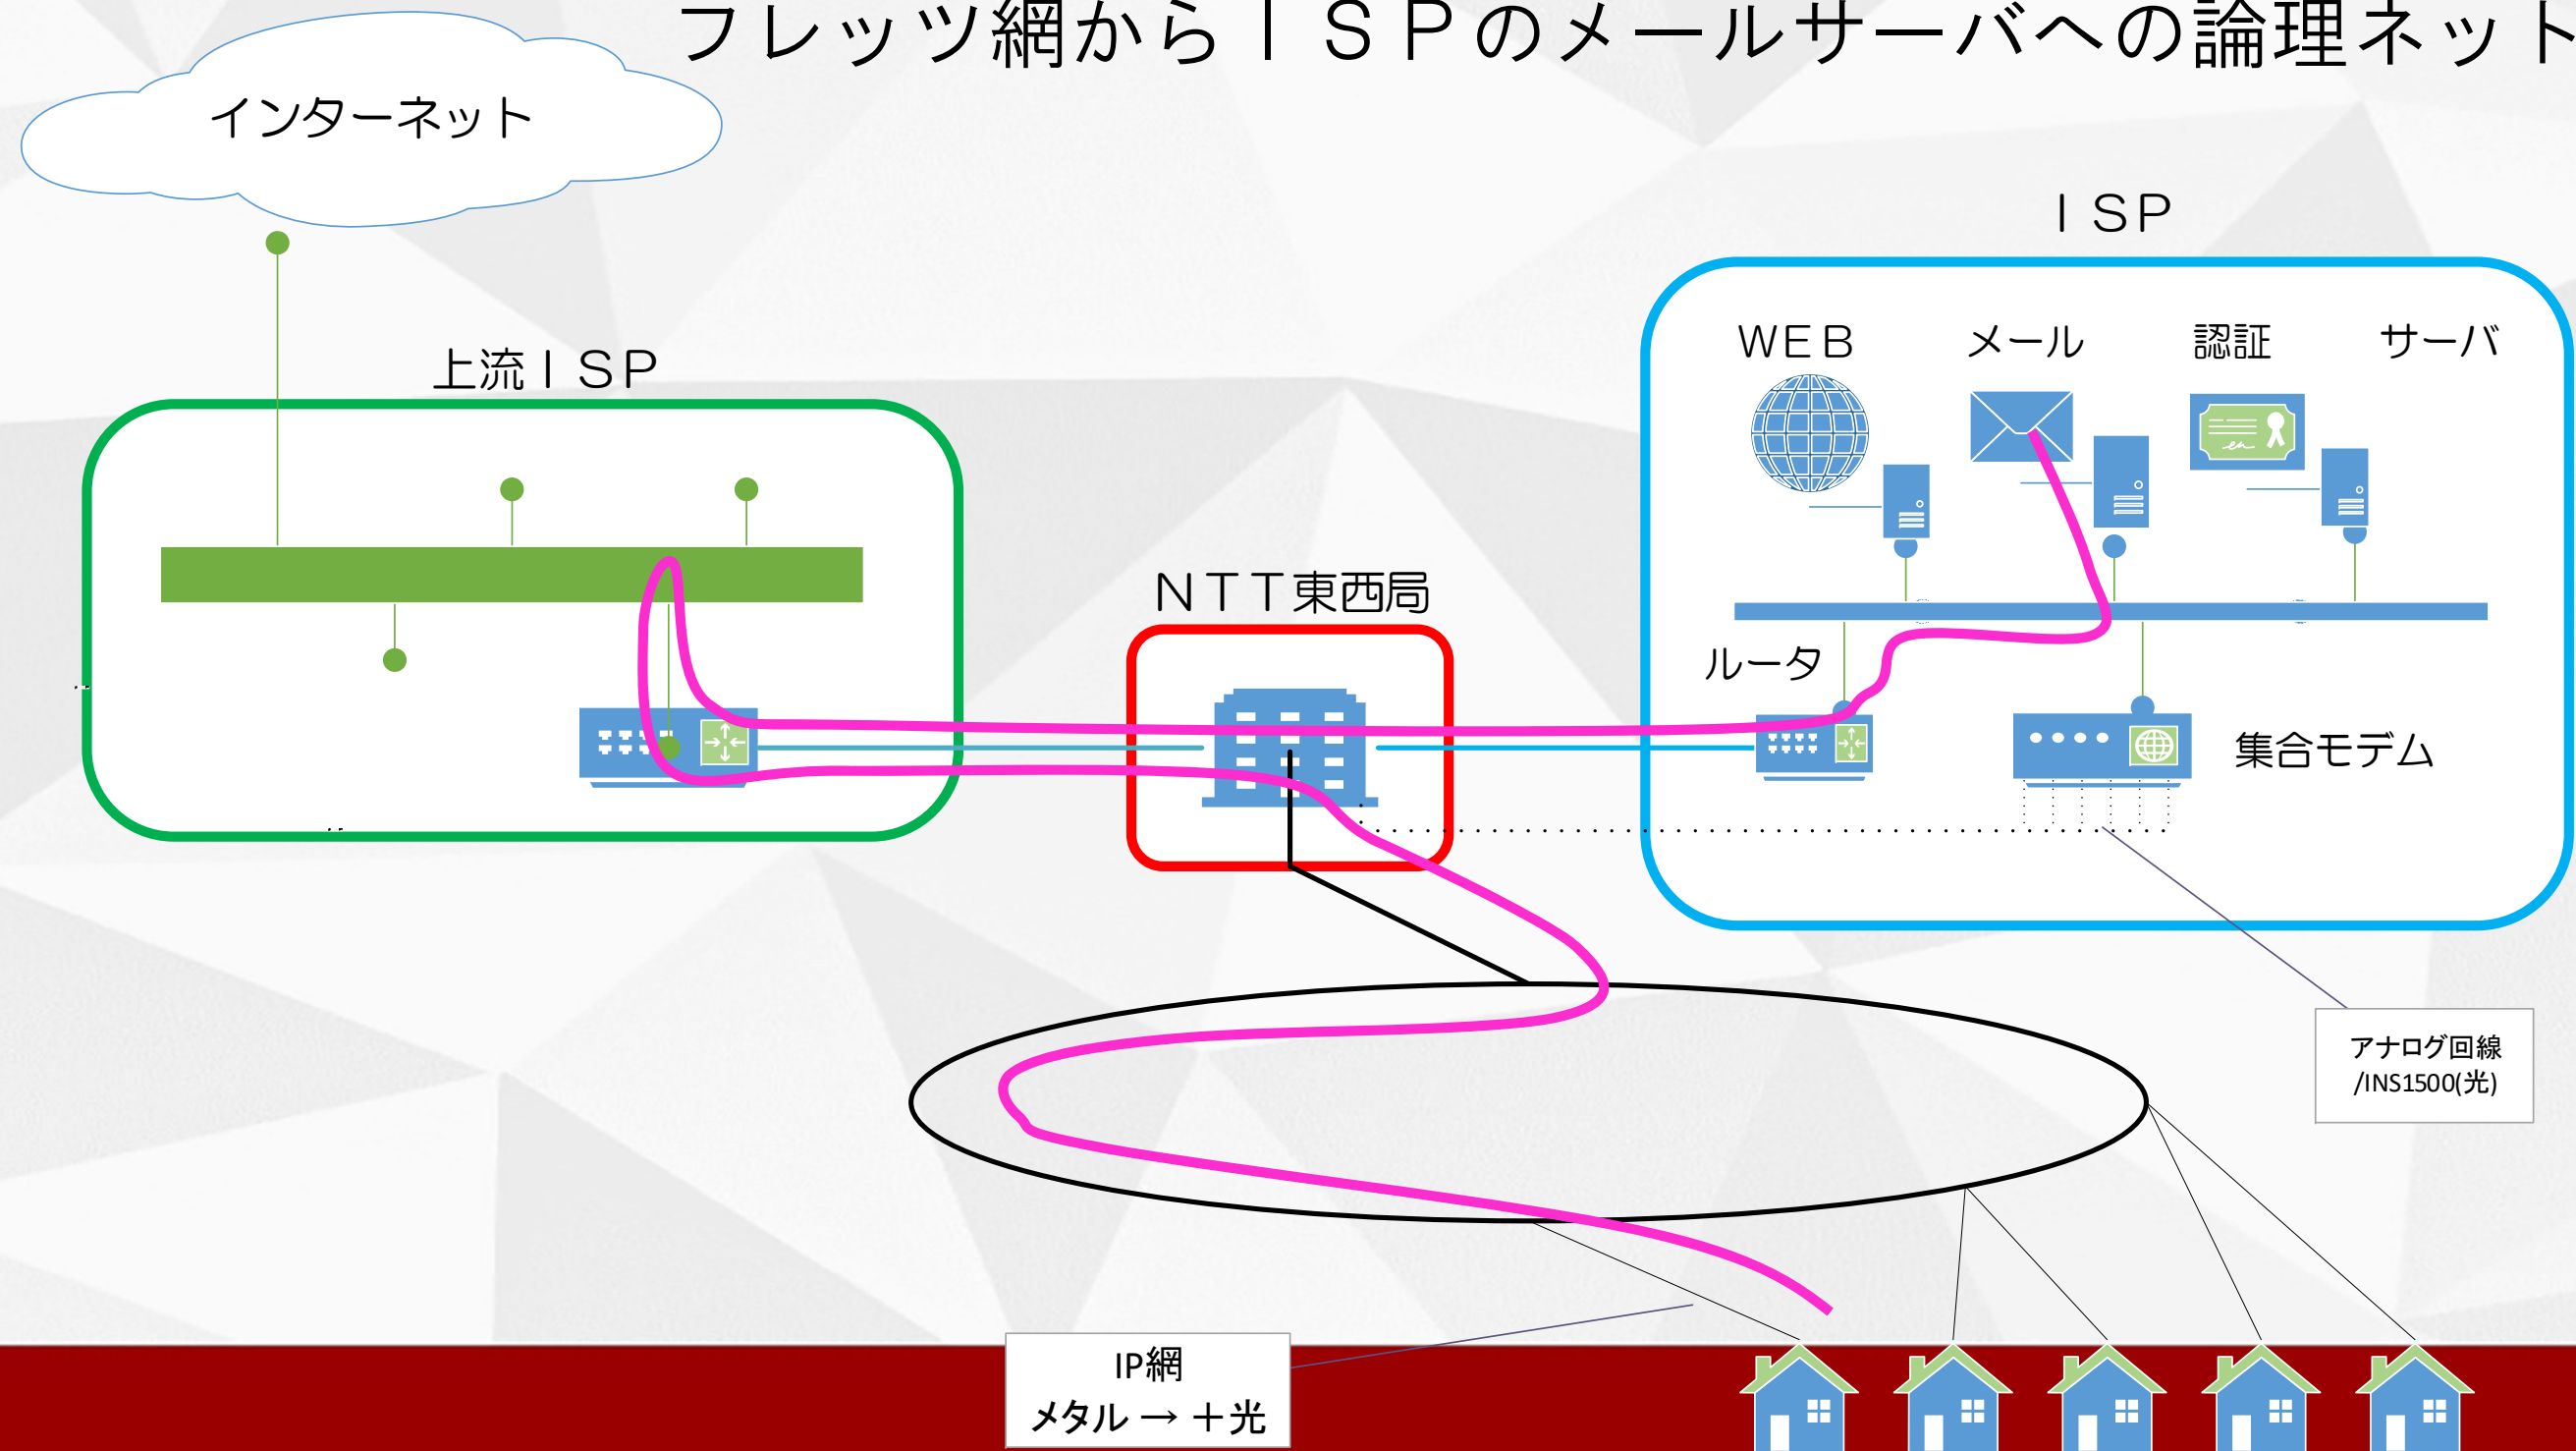 フレッツ網からＩＳＰのメールサーバへの論理ネット
インターネット
ＩＳＰ
ＷＥＢ メール 認証 サーバ
上流ＩＳＰ
ＮＴＴ東西局
ルータ
集合モデム
アナログ回線
/INS1500(光)
IP網
メタル → ＋光